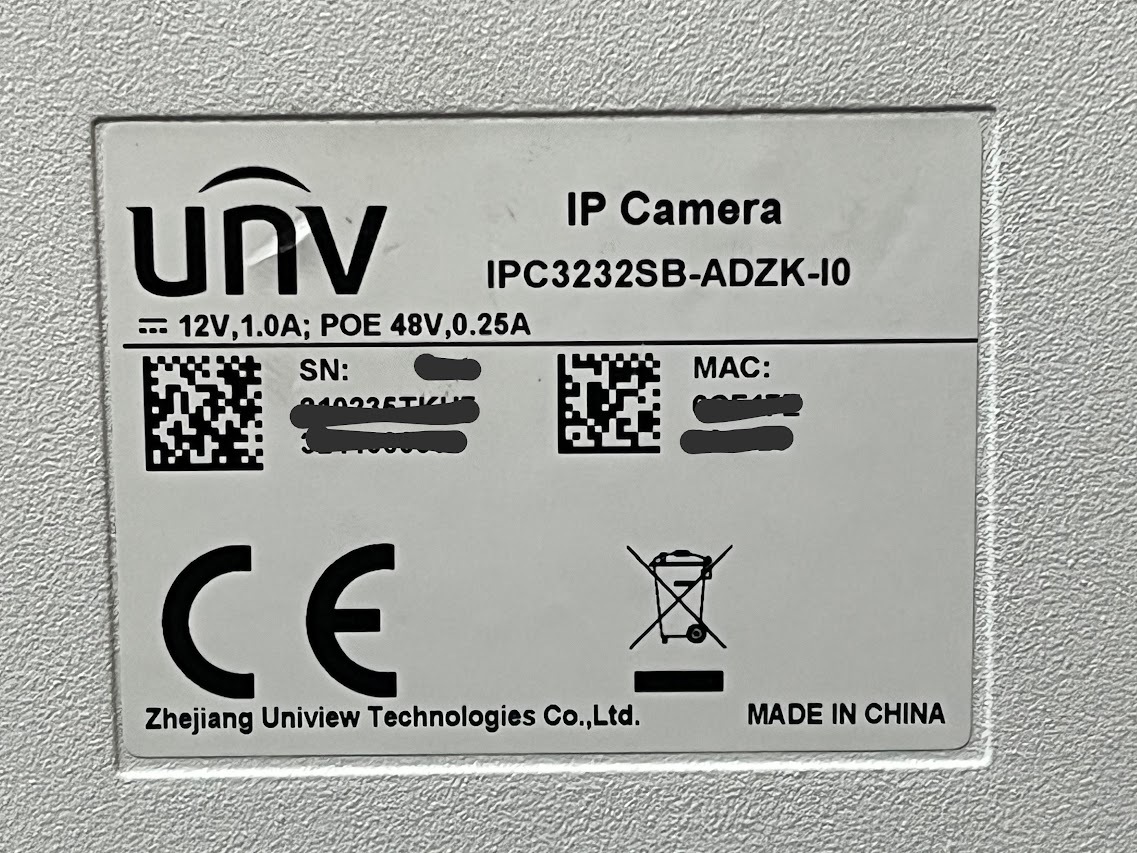 unv
IP Camera
IPC3232SB-ADZK-I0
12V,1.0A; POE 48V,0.25A
SN:
MAC:
CE
Zhejiang Uniview Technologies Co.,Ltd.
MADE IN CHINA